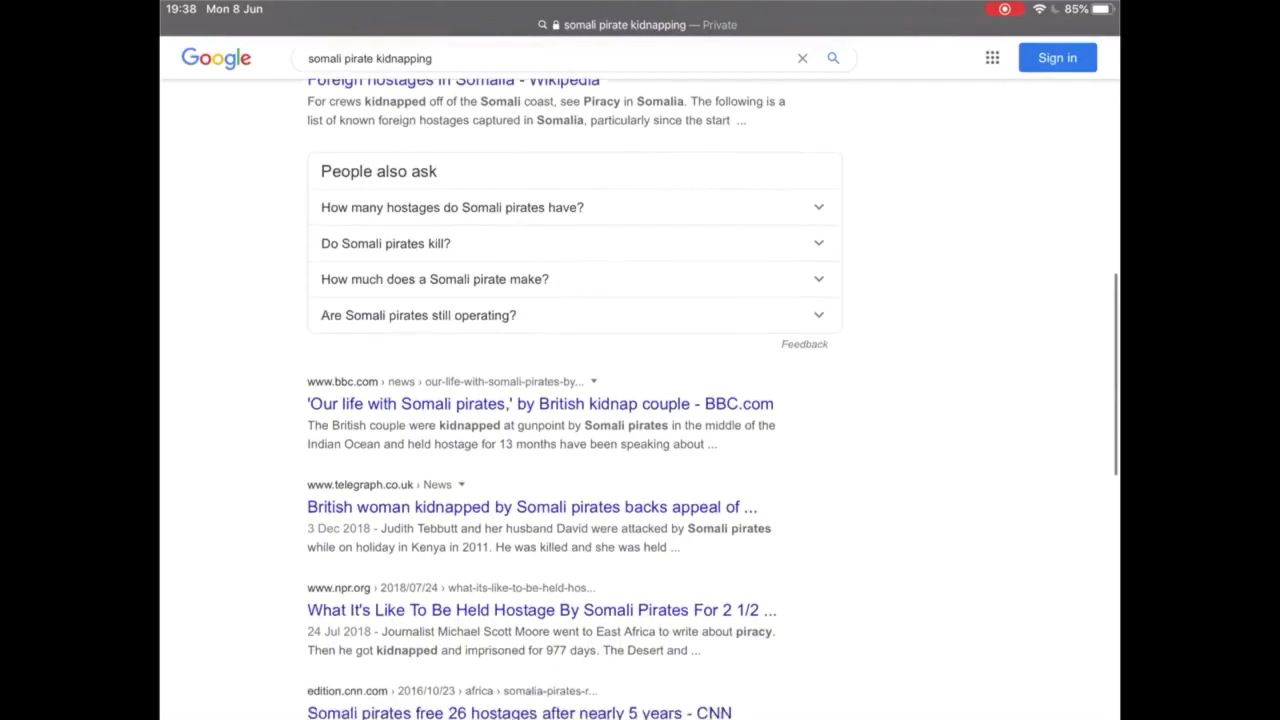 19:38 Mon 8 Jun
85%
somali pirate kidnapping — Private
Google
somali pirate kidnapping
Sign in
Foreign hostages in Somalia - Wikipedia
For crews kidnapped off of the Somali coast, see Piracy in Somalia. The following is a
list of known foreign hostages captured in Somalia, particularly since the start ...
People also ask
How many hostages do Somali pirates have?
Do Somali pirates kill?
How much does a Somali pirate make?
Are Somali pirates still operating?
Feedback
www.bbc.com › news › our-life-with-somali-pirates-by...
'Our life with Somali pirates,' by British kidnap couple - BBC.com
The British couple were kidnapped at gunpoint by Somali pirates in the middle of the
Indian Ocean and held hostage for 13 months have been speaking about ...
www.telegraph.co.uk › News
British woman kidnapped by Somali pirates backs appeal of ...
3 Dec 2018 - Judith Tebbutt and her husband David were attacked by Somali pirates
while on holiday in Kenya in 2011. He was killed and she was held ...
www.npr.org › 2018/07/24 › what-its-like-to-be-held-hos...
What It's Like To Be Held Hostage By Somali Pirates For 2 1/2 ...
24 Jul 2018 - Journalist Michael Scott Moore went to East Africa to write about piracy.
Then he got kidnapped and imprisoned for 977 days. The Desert and ...
edition.cnn.com › 2016/10/23 › africa › somalia-pirates-r...
Somali pirates free 26 hostages after nearly 5 years - CNN